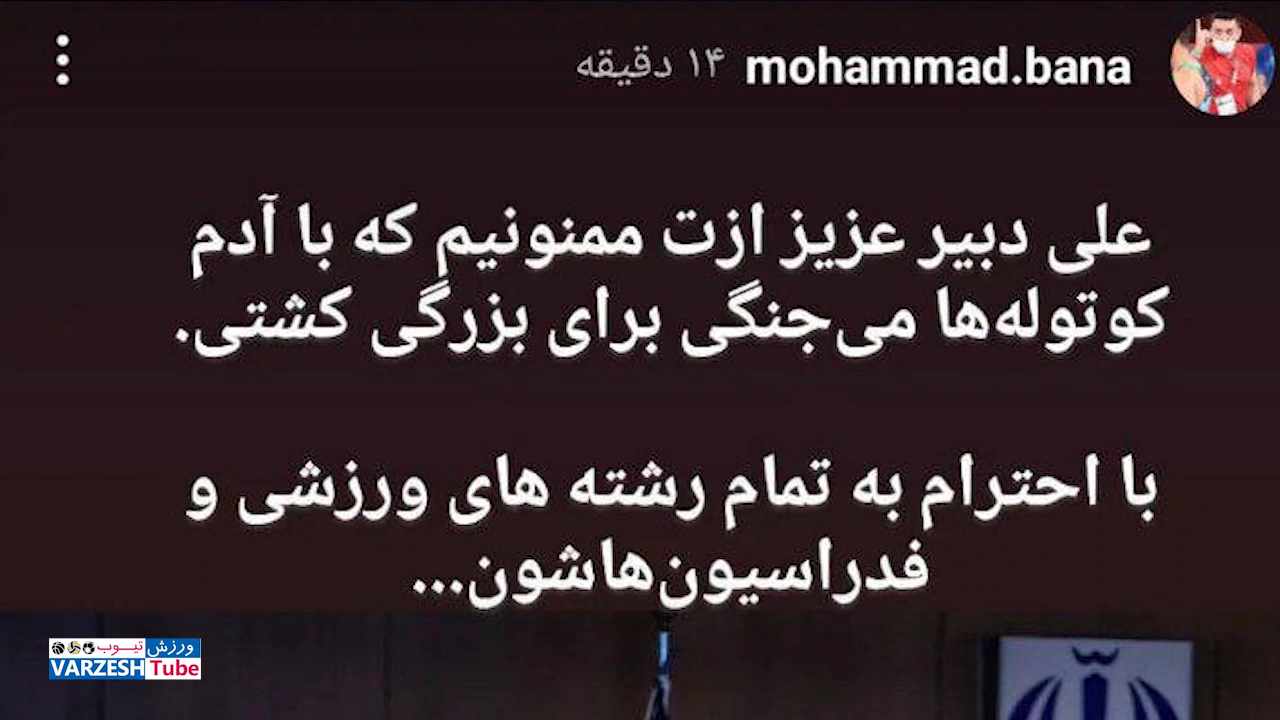 mohammad.bana ۱۴ دقیقه
علی دبیر عزیز ازت ممنونیم که با آدم
کوتوله‌ها می‌جنگی برای بزرگی کشتی.
با احترام به تمام رشته های ورزشی و
فدراسیون‌هاشون...
ورزش تیوب
VARZESH Tube